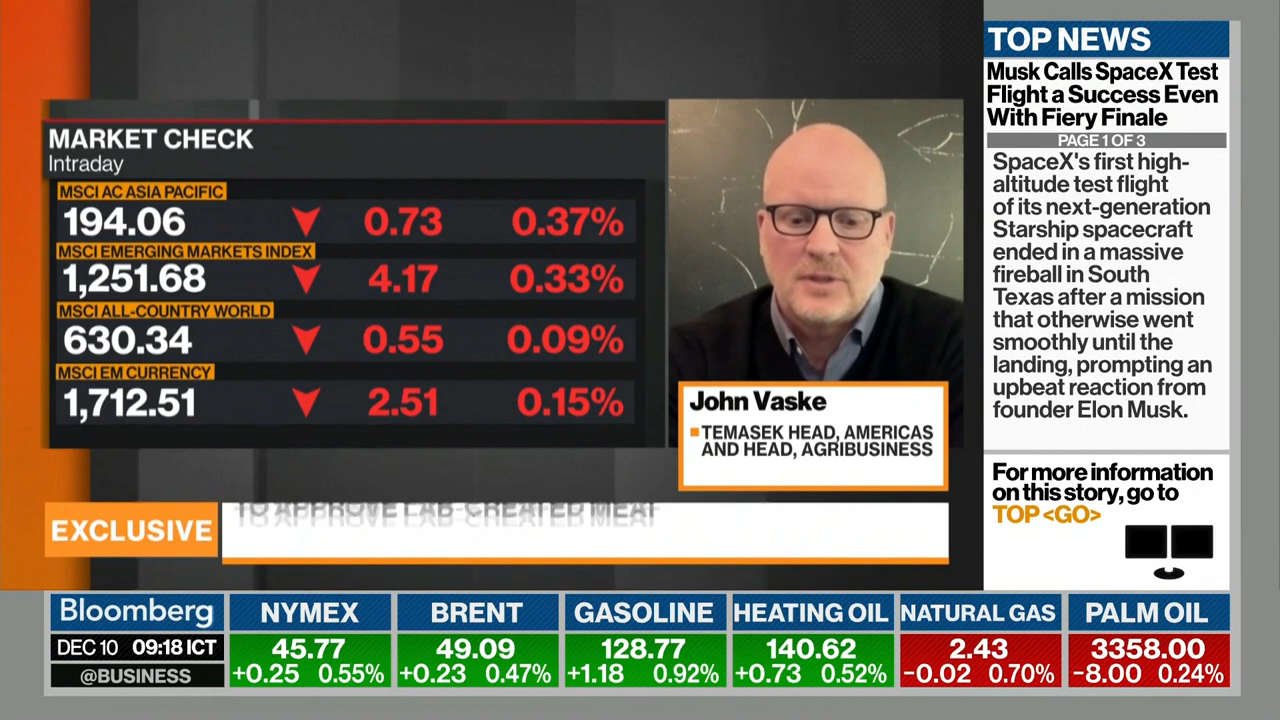 MARKET CHECK
Intraday
MSCI AC ASIA PACIFIC
194.06 0.73 0.37%
MSCI EMERGING MARKETS INDEX
1,251.68 4.17 0.33%
MSCI ALL-COUNTRY WORLD
630.34 0.55 0.09%
MSCI EM CURRENCY
1,712.51 2.51 0.15%
John Vaske
TEMASEK HEAD, AMERICAS
AND HEAD, AGRIBUSINESS
EXCLUSIVE
TO APPROVE LAB-CREATED MEAT
TOP NEWS
Musk Calls SpaceX Test
Flight a Success Even
With Fiery Finale
PAGE 1 OF 3
SpaceX's first high-
altitude test flight
of its next-generation
Starship spacecraft
ended in a massive
fireball in South
Texas after a mission
that otherwise went
smoothly until the
landing, prompting an
upbeat reaction from
founder Elon Musk.
For more information
on this story, go to
TOP <GO>
Bloomberg
DEC 10 09:18 ICT
@BUSINESS
NYMEX
45.77
+0.25 0.55%
BRENT
49.09
+0.23 0.47%
GASOLINE
128.77
+1.18 0.92%
HEATING OIL
140.62
+0.73 0.52%
NATURAL GAS
2.43
-0.02 0.70%
PALM OIL
3358.00
-8.00 0.24%